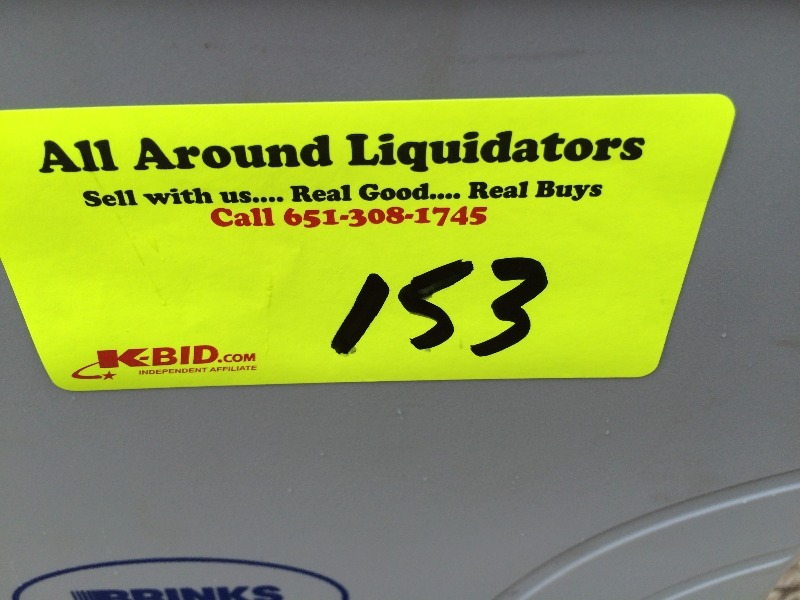 All Around Liquidators
Sell with us.... Real Good.... Real Buys
Call 651-308-1745
153
K-BID.COM
INDEPENDENT AFFILIATE
BRINKS